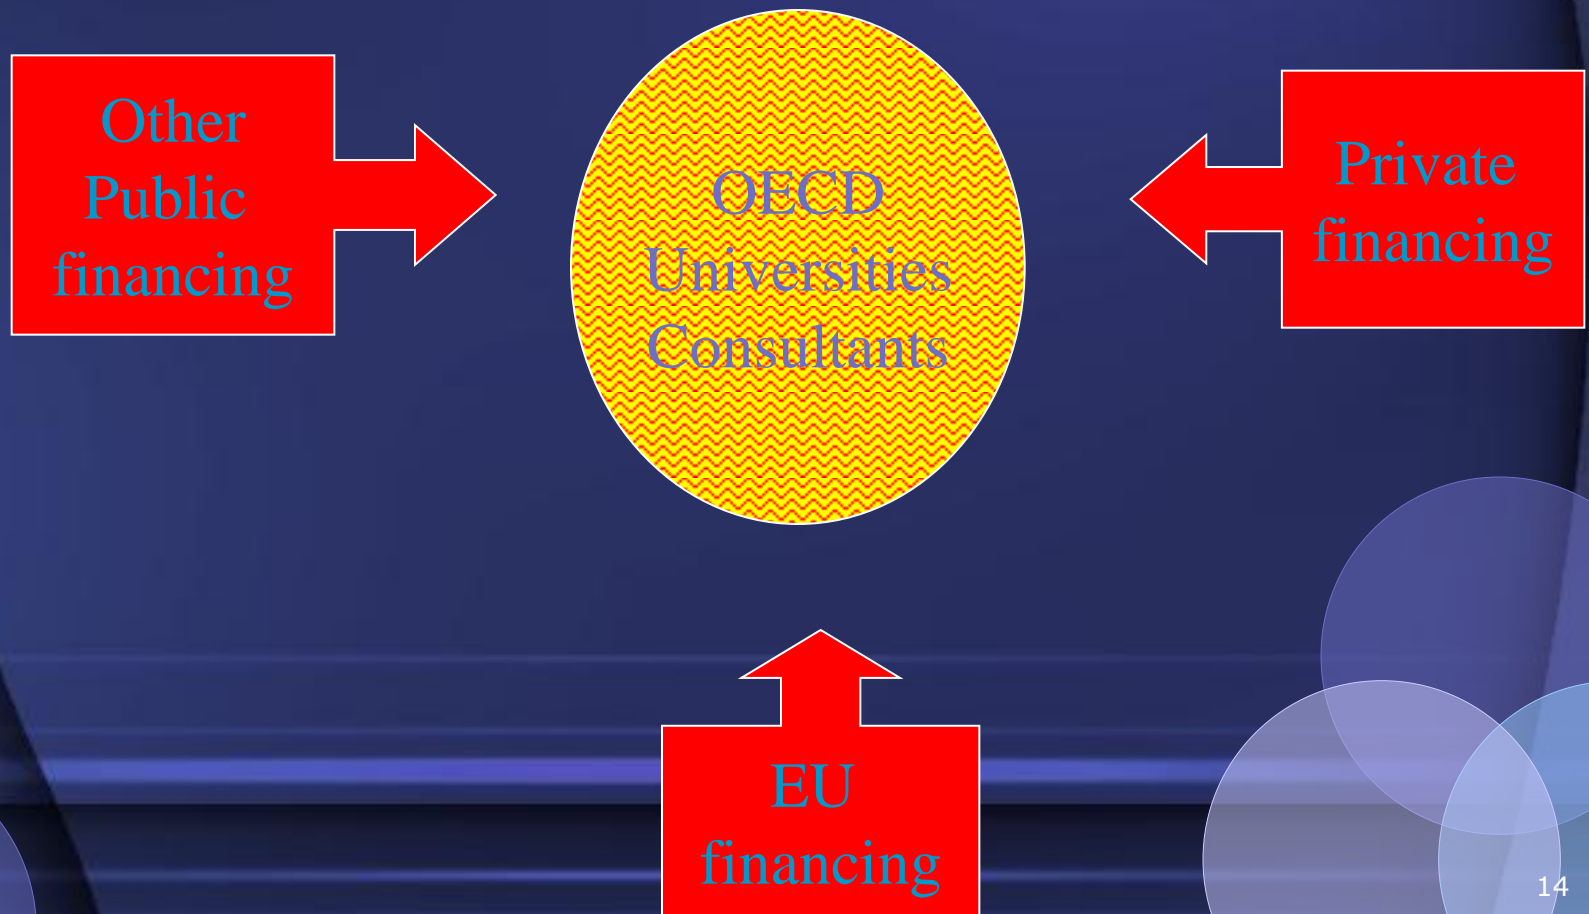 Other
Public
financing
OECD
Universities
Consultants
Private
financing
EU
financing
14